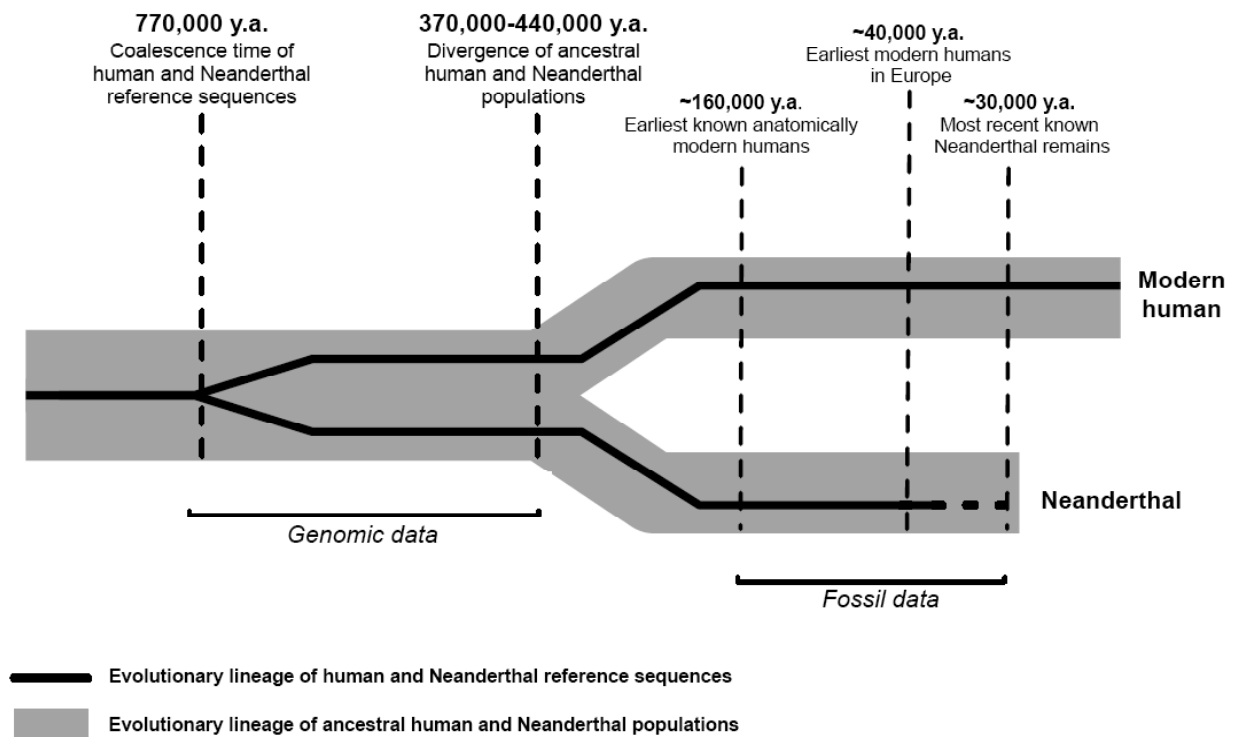 770,000 y.a.
Coalescence time of
human and Neanderthal
reference sequences
370,000-440,000 y.a.
Divergence of ancestral
human and Neanderthal
populations
~160,000 y.a.
Earliest known anatomically
modern humans
~40,000 y.a.
Earliest modern humans
in Europe
~30,000 y.a.
Most recent known
Neanderthal remains
Modern
human
Neanderthal
Genomic data
Fossil data
Evolutionary lineage of human and Neanderthal reference sequences
Evolutionary lineage of ancestral human and Neanderthal populations